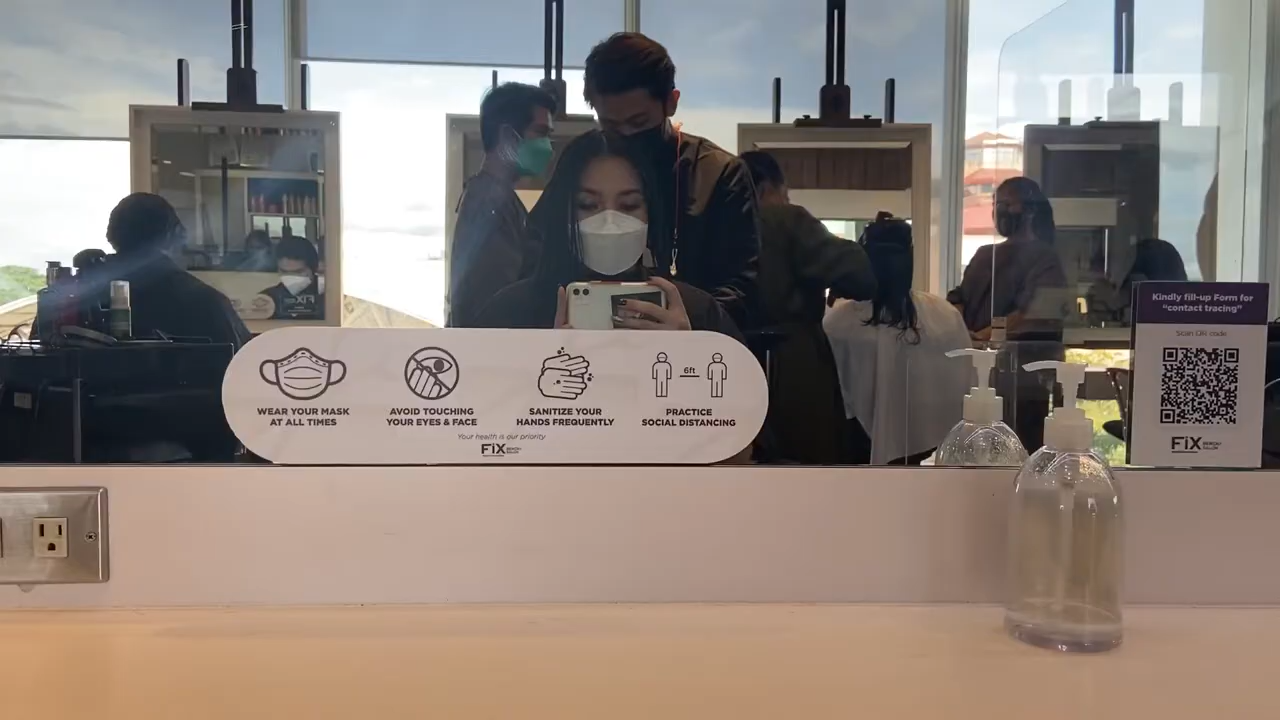 Kindly fill-up Form for
"contact tracing"
Scan QR code
FiX
6ft
WEAR YOUR MASK
AT ALL TIMES
AVOID TOUCHING
YOUR EYES & FACE
SANITIZE YOUR
HANDS FREQUENTLY
PRACTICE
SOCIAL DISTANCING
Your health is our priority
FiX